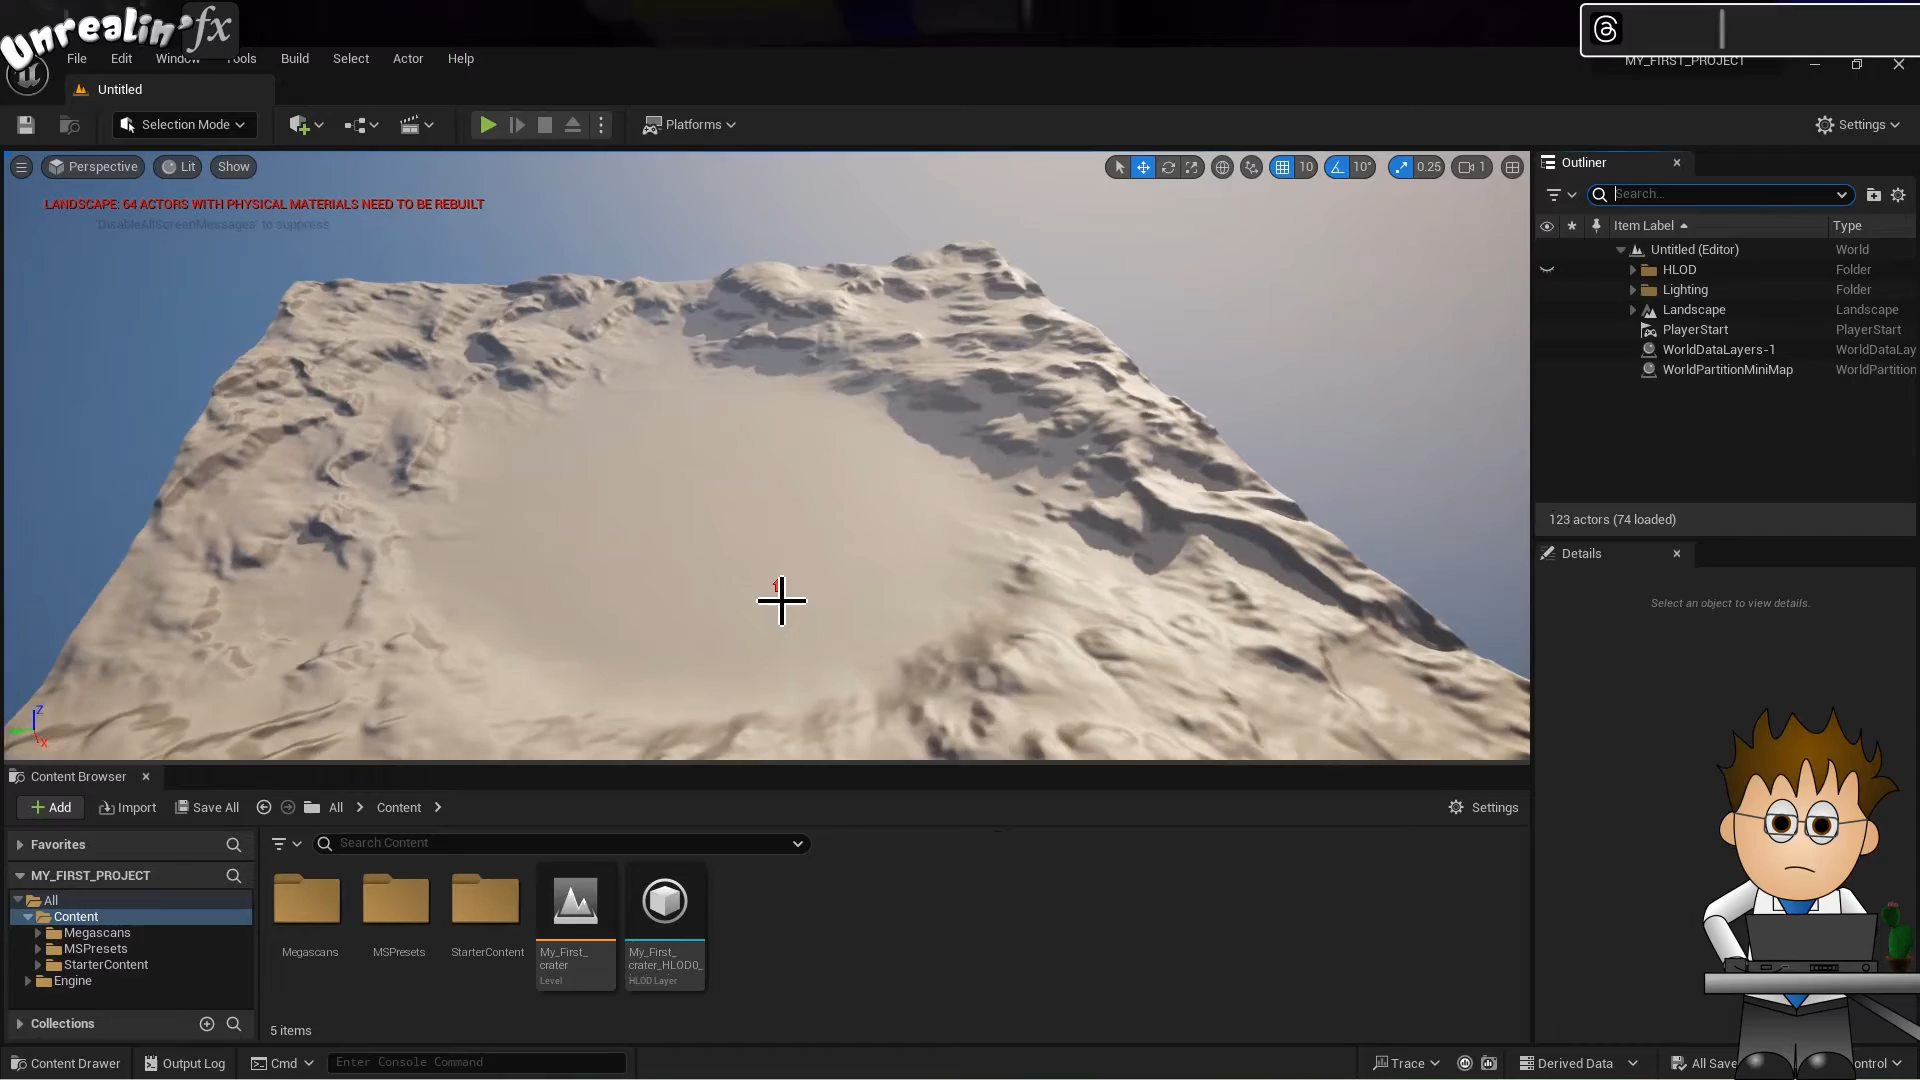 Unrealin'fx
File Edit Window Tools Build Select Actor Help
MY_FIRST_PROJECT
Untitled
Selection Mode
Platforms
Settings
Perspective Lit Show
10 10° 0.25 1
LANDSCAPE: 64 ACTORS WITH PHYSICAL MATERIALS NEED TO BE REBUILT
'DisableAllScreenMessages' to suppress
Z
X
Outliner
Search...
Item Label Type
Untitled (Editor) World
HLOD Folder
Lighting Folder
Landscape Landscape
PlayerStart PlayerStart
WorldDataLayers-1 WorldDataLay
WorldPartitionMiniMap WorldPartition
123 actors (74 loaded)
Details
Select an object to view details.
Content Browser
Add Import Save All All Content Settings
Favorites
Search Content
MY_FIRST_PROJECT
All
Content
Megascans
MSPresets
StarterContent
Engine
Collections
Megascans
MSPresets
StarterContent
My_First_
crater
Level
My_First_
crater_HLOD0_
HLOD Layer
5 items
Content Drawer Output Log Cmd Enter Console Command Trace Derived Data All Save ontrol